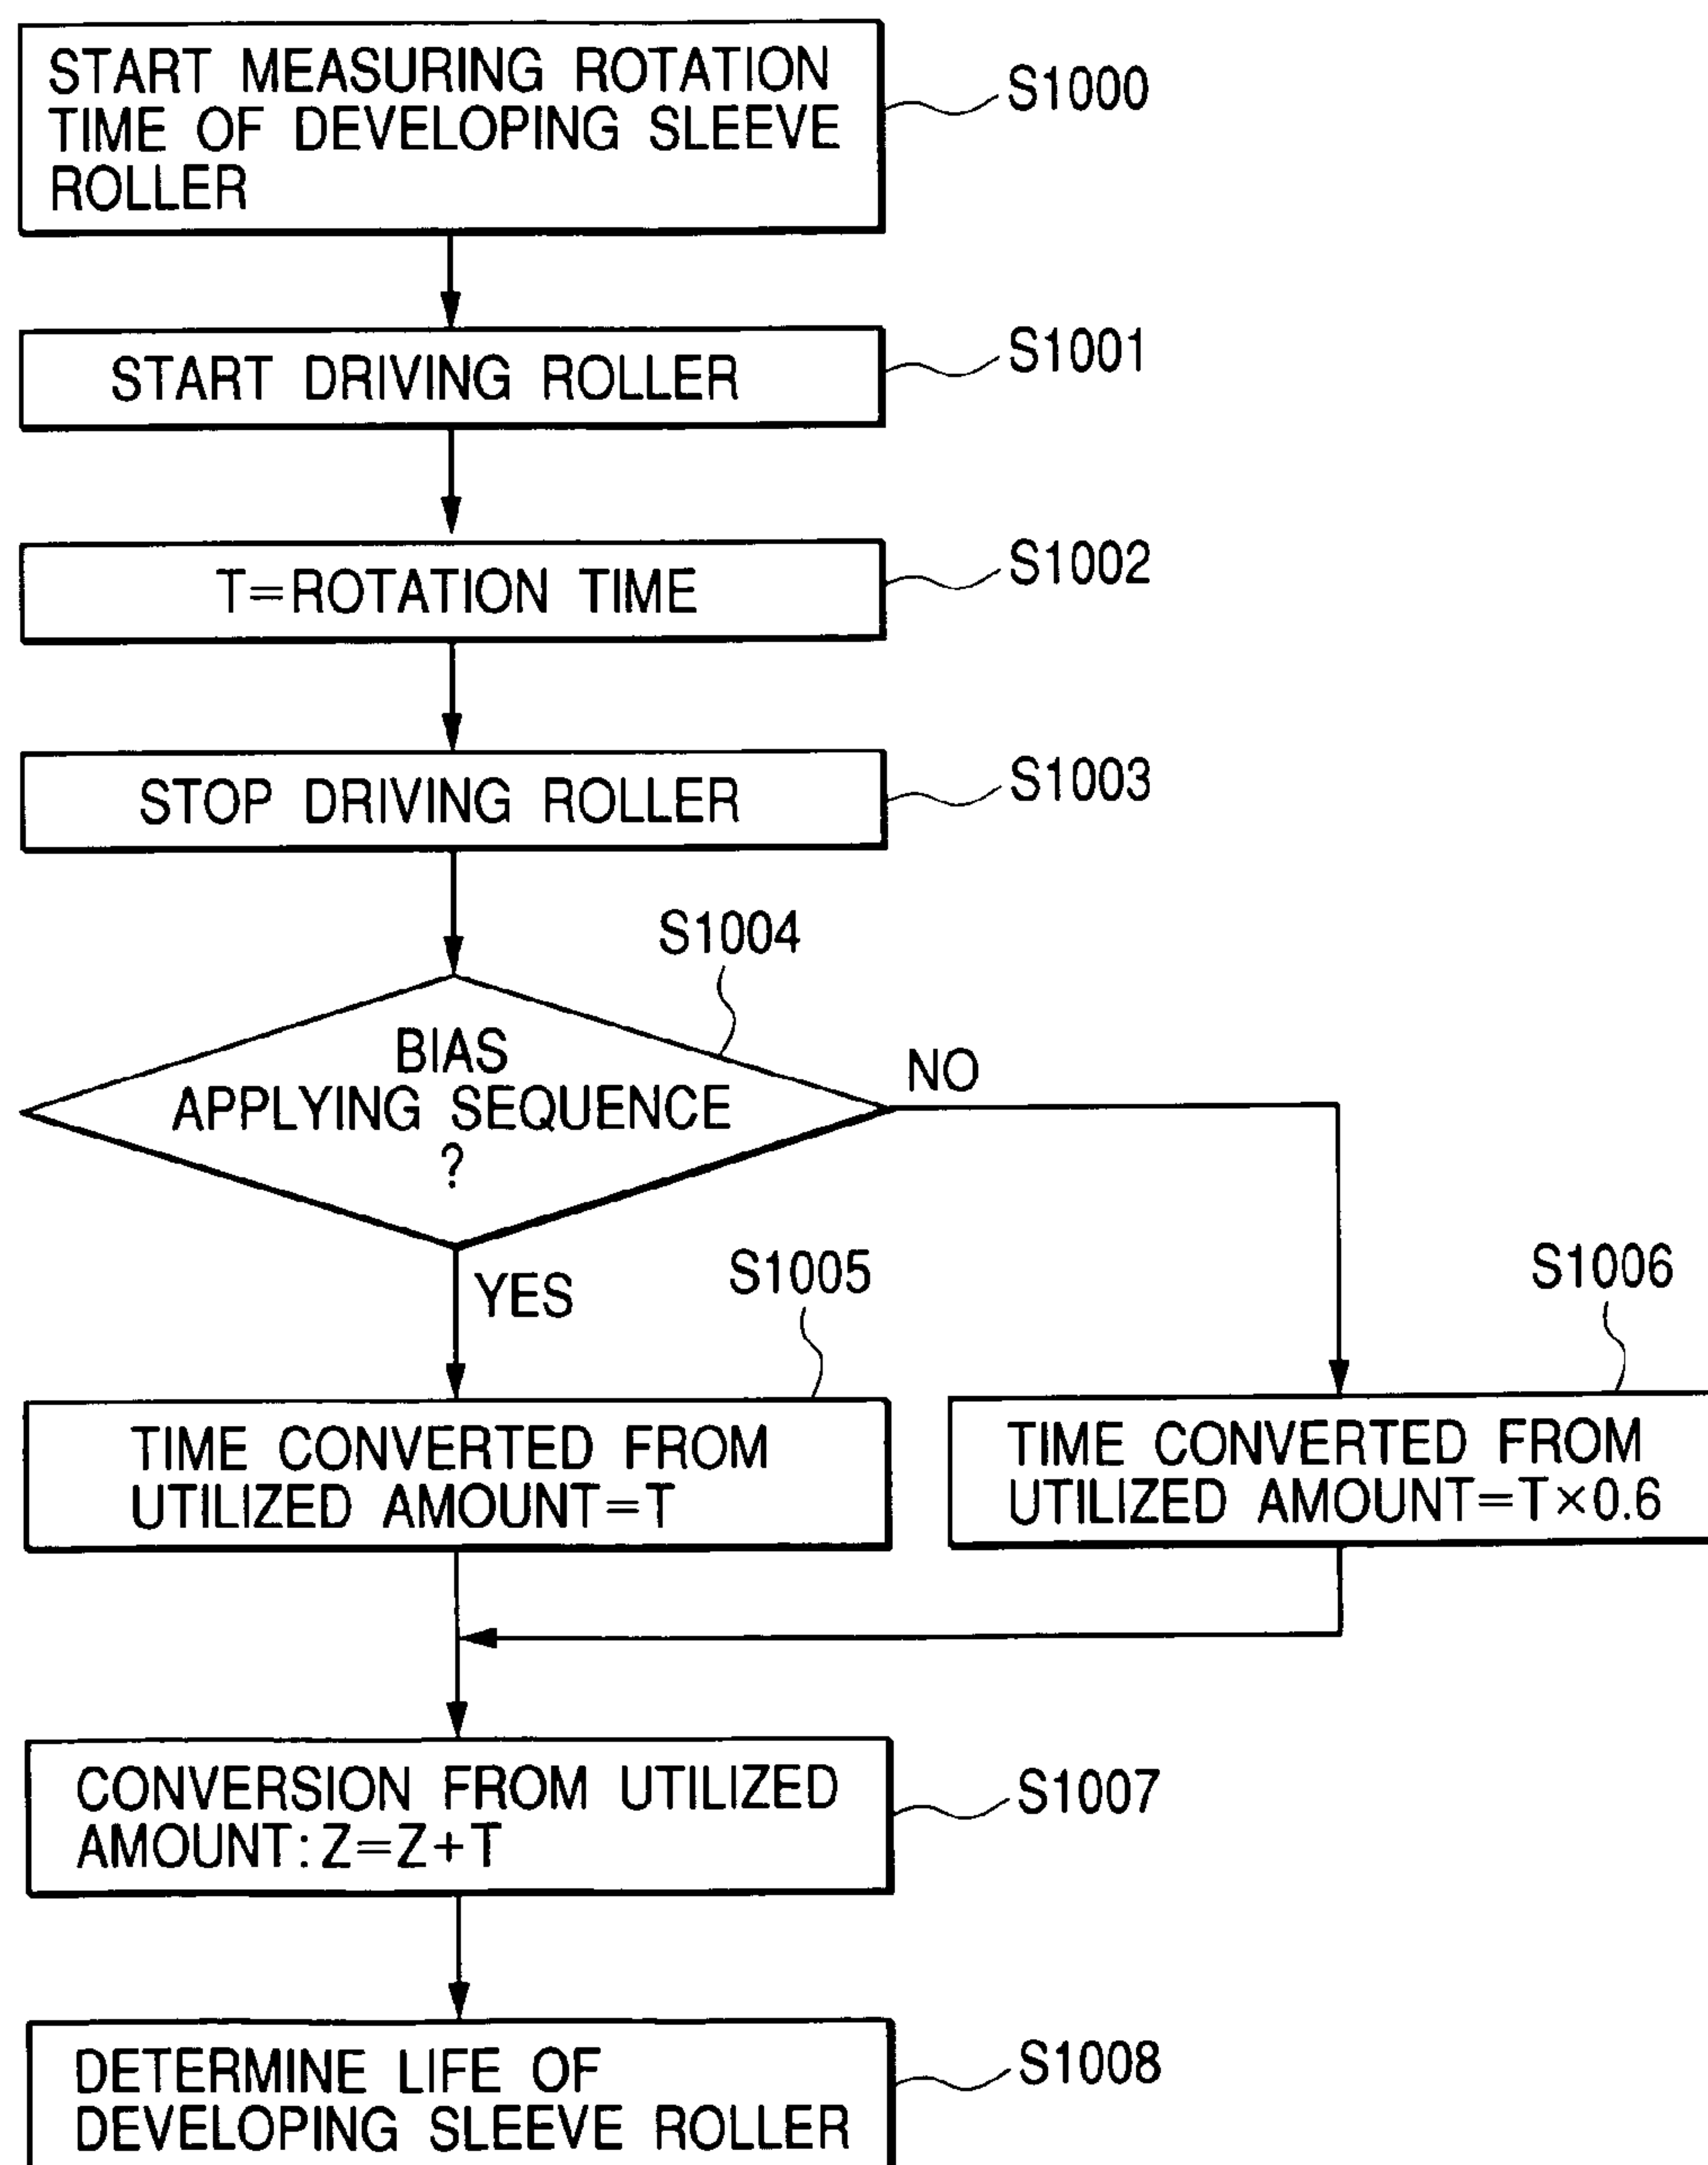 START MEASURING ROTATION
TIME OF DEVELOPING SLEEVE
ROLLER
S1000
START DRIVING ROLLER
S1001
T=ROTATION TIME
S1002
STOP DRIVING ROLLER
S1003
S1004
BIAS
APPLYING SEQUENCE
?
NO
YES
S1005
S1006
TIME CONVERTED FROM
UTILIZED AMOUNT=T
TIME CONVERTED FROM
UTILIZED AMOUNT=T×0.6
CONVERSION FROM UTILIZED
AMOUNT:Z=Z+T
S1007
DETERMINE LIFE OF
DEVELOPING SLEEVE ROLLER
S1008